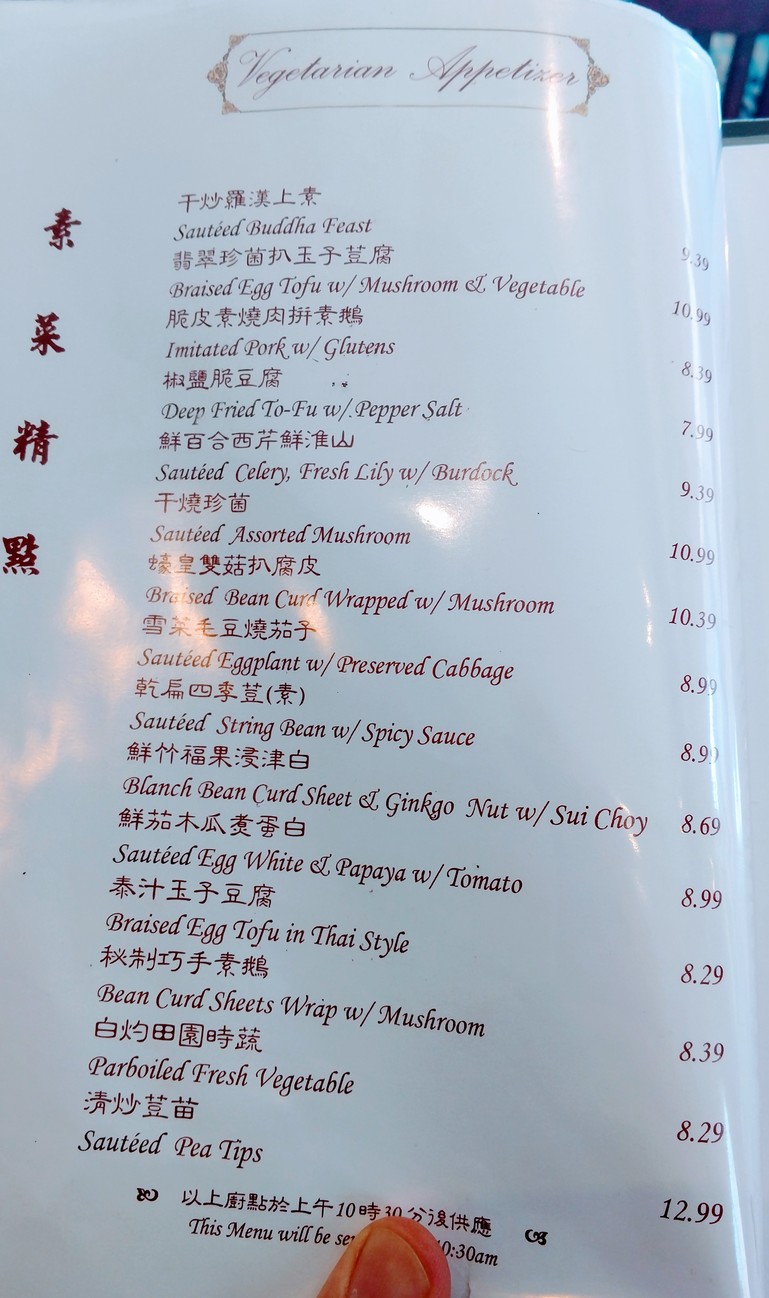 Vegetarian Appetizer
素菜精點
干炒羅漢上素
Sautéed Buddha Feast 9.39
翡翠珍菌扒玉子荳腐
Braised Egg Tofu w/ Mushroom & Vegetable 10.99
脆皮素燒肉拼素鵝
Imitated Pork w/ Glutens 8.39
椒鹽脆豆腐
Deep Fried To-Fu w/ Pepper Salt 7.99
鮮百合西芹鮮淮山
Sautéed Celery, Fresh Lily w/ Burdock 9.39
干燒珍菌
Sautéed Assorted Mushroom 10.99
蠔皇雙菇扒腐皮
Braised Bean Curd Wrapped w/ Mushroom 10.39
雪菜毛豆燒茄子
Sautéed Eggplant w/ Preserved Cabbage 8.99
乾扁四季荳(素)
Sautéed String Bean w/ Spicy Sauce 8.99
鮮竹福果浸津白
Blanch Bean Curd Sheet & Ginkgo Nut w/ Sui Choy 8.69
鮮茄木瓜煮蛋白
Sautéed Egg White & Papaya w/ Tomato 8.99
泰汁玉子豆腐
Braised Egg Tofu in Thai Style 8.29
秘制巧手素鵝
Bean Curd Sheets Wrap w/ Mushroom 8.39
白灼田園時蔬
Parboiled Fresh Vegetable 8.29
清炒荳苗
Sautéed Pea Tips 12.99
以上廚點於上午10時30分後供應
This Menu will be 10:30am